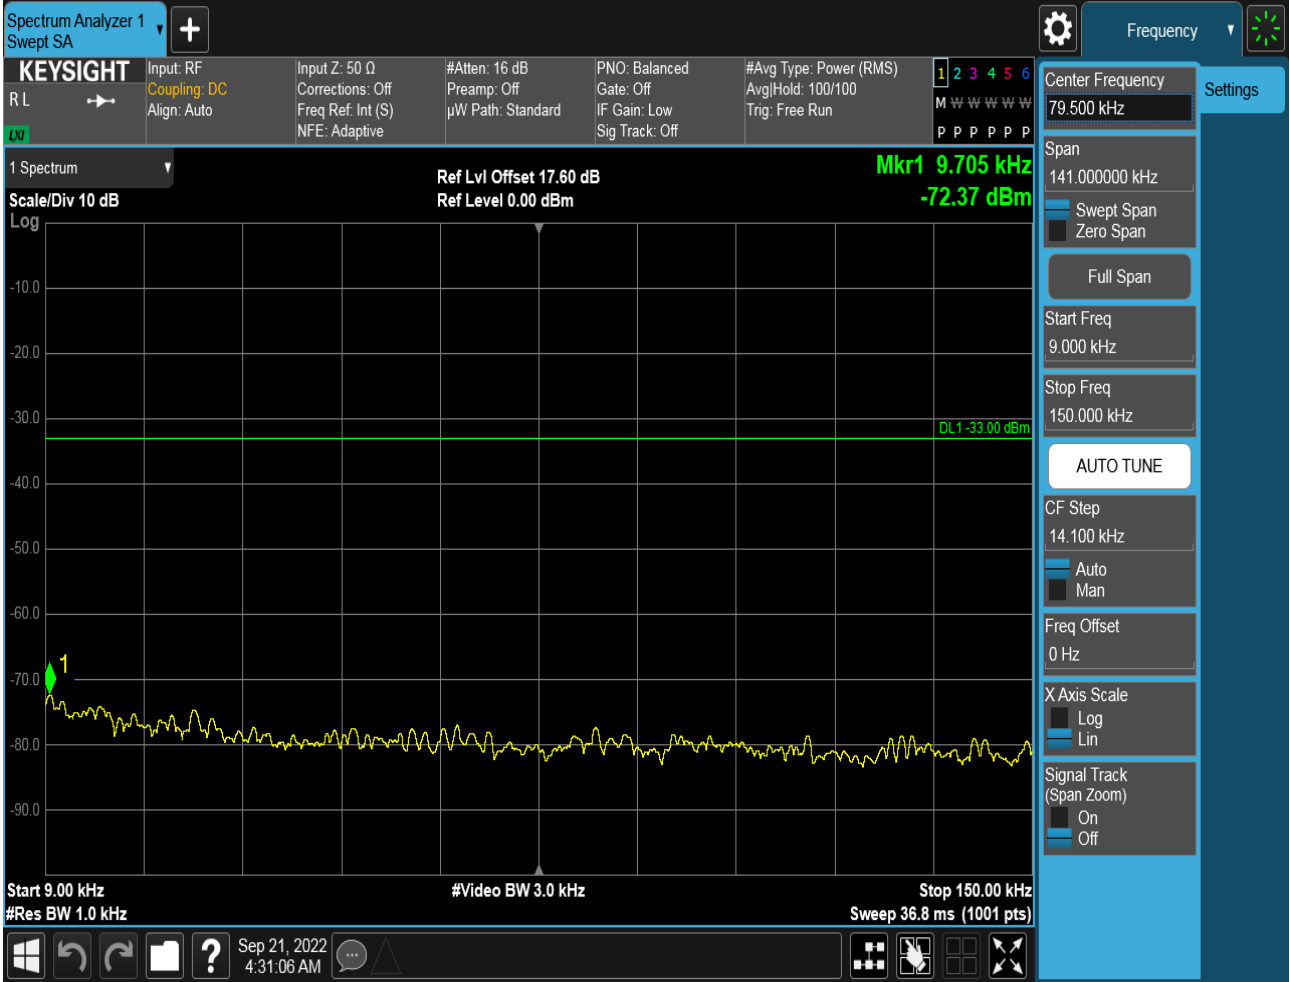 Spectrum Analyzer 1
Swept SA
Frequency
KEYSIGHT
R L
LXI
Input: RF
Coupling: DC
Align: Auto
Input Z: 50 Ω
Corrections: Off
Freq Ref: Int (S)
NFE: Adaptive
#Atten: 16 dB
Preamp: Off
µW Path: Standard
PNO: Balanced
Gate: Off
IF Gain: Low
Sig Track: Off
#Avg Type: Power (RMS)
Avg|Hold: 100/100
Trig: Free Run
1 2 3 4 5 6
M W W W W W
P P P P P P
1 Spectrum
Scale/Div 10 dB
Log
Ref Lvl Offset 17.60 dB
Ref Level 0.00 dBm
Mkr1 9.705 kHz
-72.37 dBm
-10.0
-20.0
-30.0
DL1 -33.00 dBm
-40.0
-50.0
-60.0
1
-70.0
-80.0
-90.0
Start 9.00 kHz
#Res BW 1.0 kHz
#Video BW 3.0 kHz
Stop 150.00 kHz
Sweep 36.8 ms (1001 pts)
Center Frequency
79.500 kHz
Settings
Span
141.000000 kHz
Swept Span
Zero Span
Full Span
Start Freq
9.000 kHz
Stop Freq
150.000 kHz
AUTO TUNE
CF Step
14.100 kHz
Auto
Man
Freq Offset
0 Hz
X Axis Scale
Log
Lin
Signal Track
(Span Zoom)
On
Off
?
Sep 21, 2022
4:31:06 AM